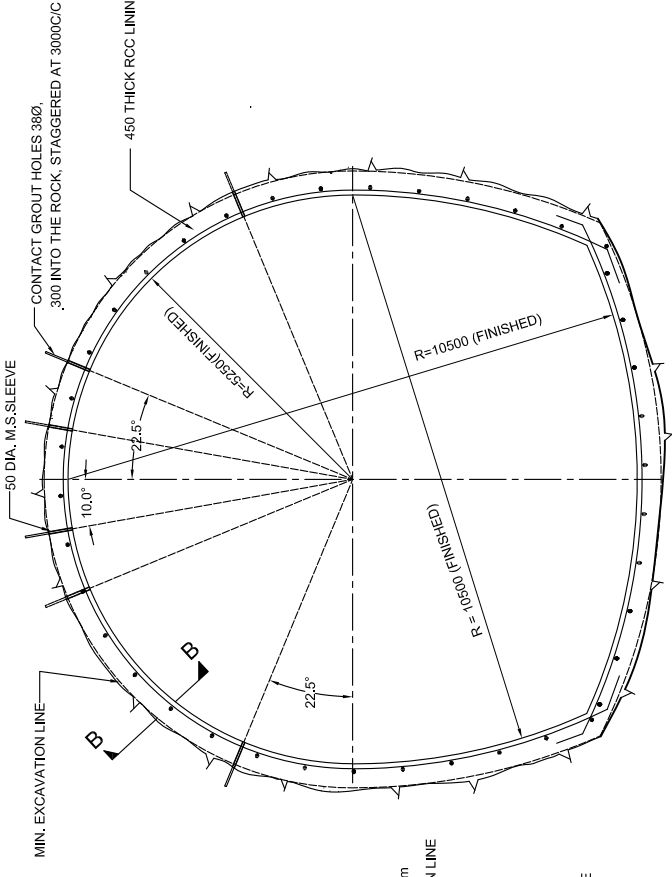 CONTACT GROUT HOLES 38Ø,
300 INTO THE ROCK, STAGGERED AT 3000C/C
450 THICK RCC LININ
50 DIA. M.S.SLEEVE
MIN. EXCAVATION LINE
22.5°
10.0°
R=5250(FINISHED)
R=10500 (FINISHED)
R = 10500 (FINISHED)
22.5°
B
B
m
N LINE
E